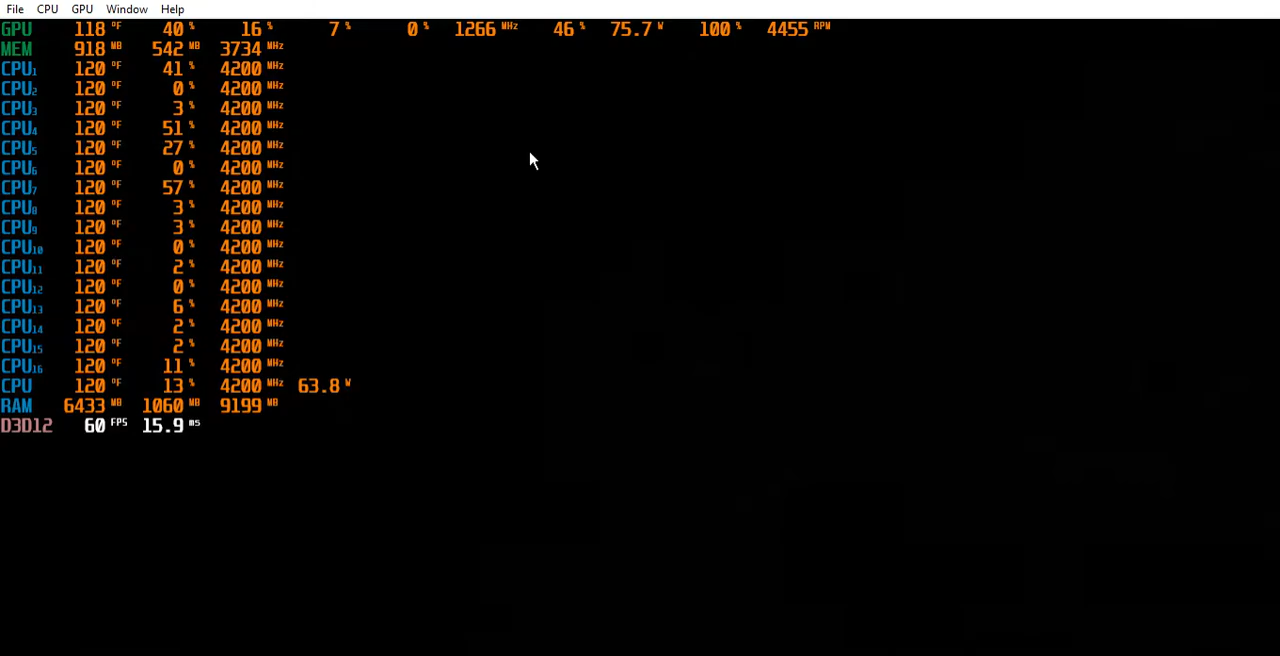 File CPU GPU Window Help
GPU 118 °F 40 % 16 % 7 % 0 % 1266 MHz 46 % 75.7 W 100 % 4455 RPM
MEM 918 MB 542 MB 3734 MHz
CPU1 120 °F 41 % 4200 MHz
CPU2 120 °F 0 % 4200 MHz
CPU3 120 °F 3 % 4200 MHz
CPU4 120 °F 51 % 4200 MHz
CPU5 120 °F 27 % 4200 MHz
CPU6 120 °F 0 % 4200 MHz
CPU7 120 °F 57 % 4200 MHz
CPU8 120 °F 3 % 4200 MHz
CPU9 120 °F 3 % 4200 MHz
CPU10 120 °F 0 % 4200 MHz
CPU11 120 °F 2 % 4200 MHz
CPU12 120 °F 0 % 4200 MHz
CPU13 120 °F 6 % 4200 MHz
CPU14 120 °F 2 % 4200 MHz
CPU15 120 °F 2 % 4200 MHz
CPU16 120 °F 11 % 4200 MHz
CPU 120 °F 13 % 4200 MHz 63.8 W
RAM 6433 MB 1060 MB 9199 MB
D3D12 60 FPS 15.9 ms